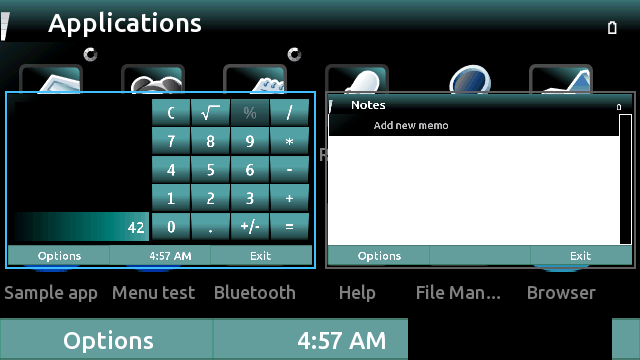 Applications
C √ % /
7 8 9 *
4 5 6 -
1 2 3 +
42 0 . +/- =
Options 4:57 AM Exit
Notes
Add new memo
Options Exit
Sample app Menu test Bluetooth Help File Man... Browser
Options 4:57 AM